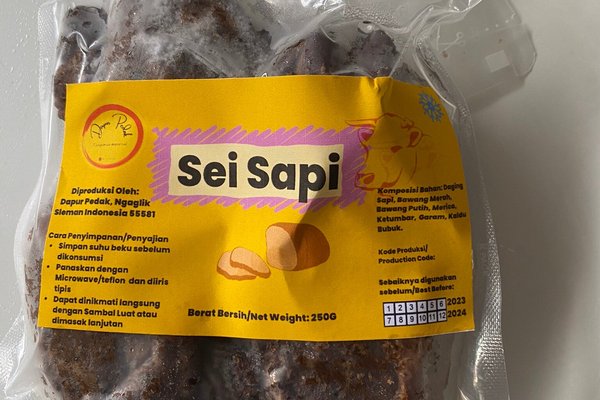 Dapur Pedak
Sei Sapi
Diproduksi Oleh:
Dapur Pedak, Ngaglik
Sleman Indonesia 55581
Cara Penyimpanan/Penyajian
• Simpan suhu beku sebelum
dikonsumsi
• Panaskan dengan
Microwave/teflon dan diiris
tipis
• Dapat dinikmati langsung
dengan Sambal Luat atau
dimasak lanjutan
Berat Bersih/Net Weight: 250G
Komposisi Bahan: Daging
Sapi, Bawang Merah,
Bawang Putih, Merica,
Ketumbar, Garam, Kaldu
Bubuk.
Kode Produksi/
Production Code:
Sebaiknya digunakan
sebelum/Best Before:
1 2 3 4 5 6 2023
7 8 9 10 11 12 2024